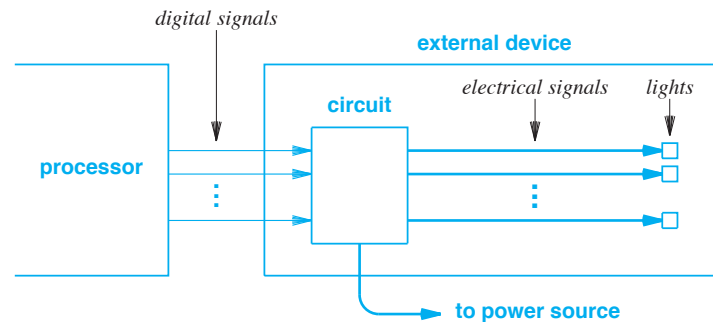 digital signals
external device
circuit
electrical signals
lights
processor
to power source